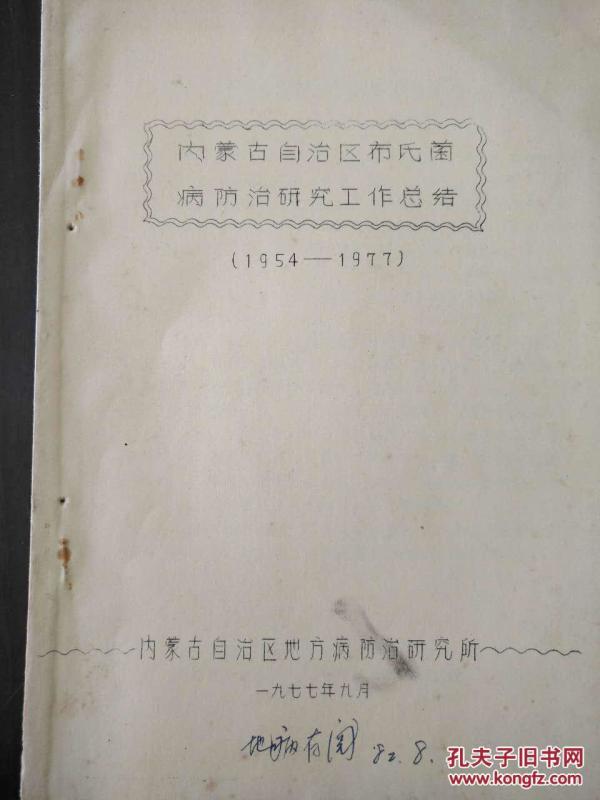 内蒙古自治区布氏菌
病防治研究工作总结
(1954—1977)
内蒙古自治区地方病防治研究所
一九七七年九月
82.8.
孔夫子旧书网
www.kongfz.com